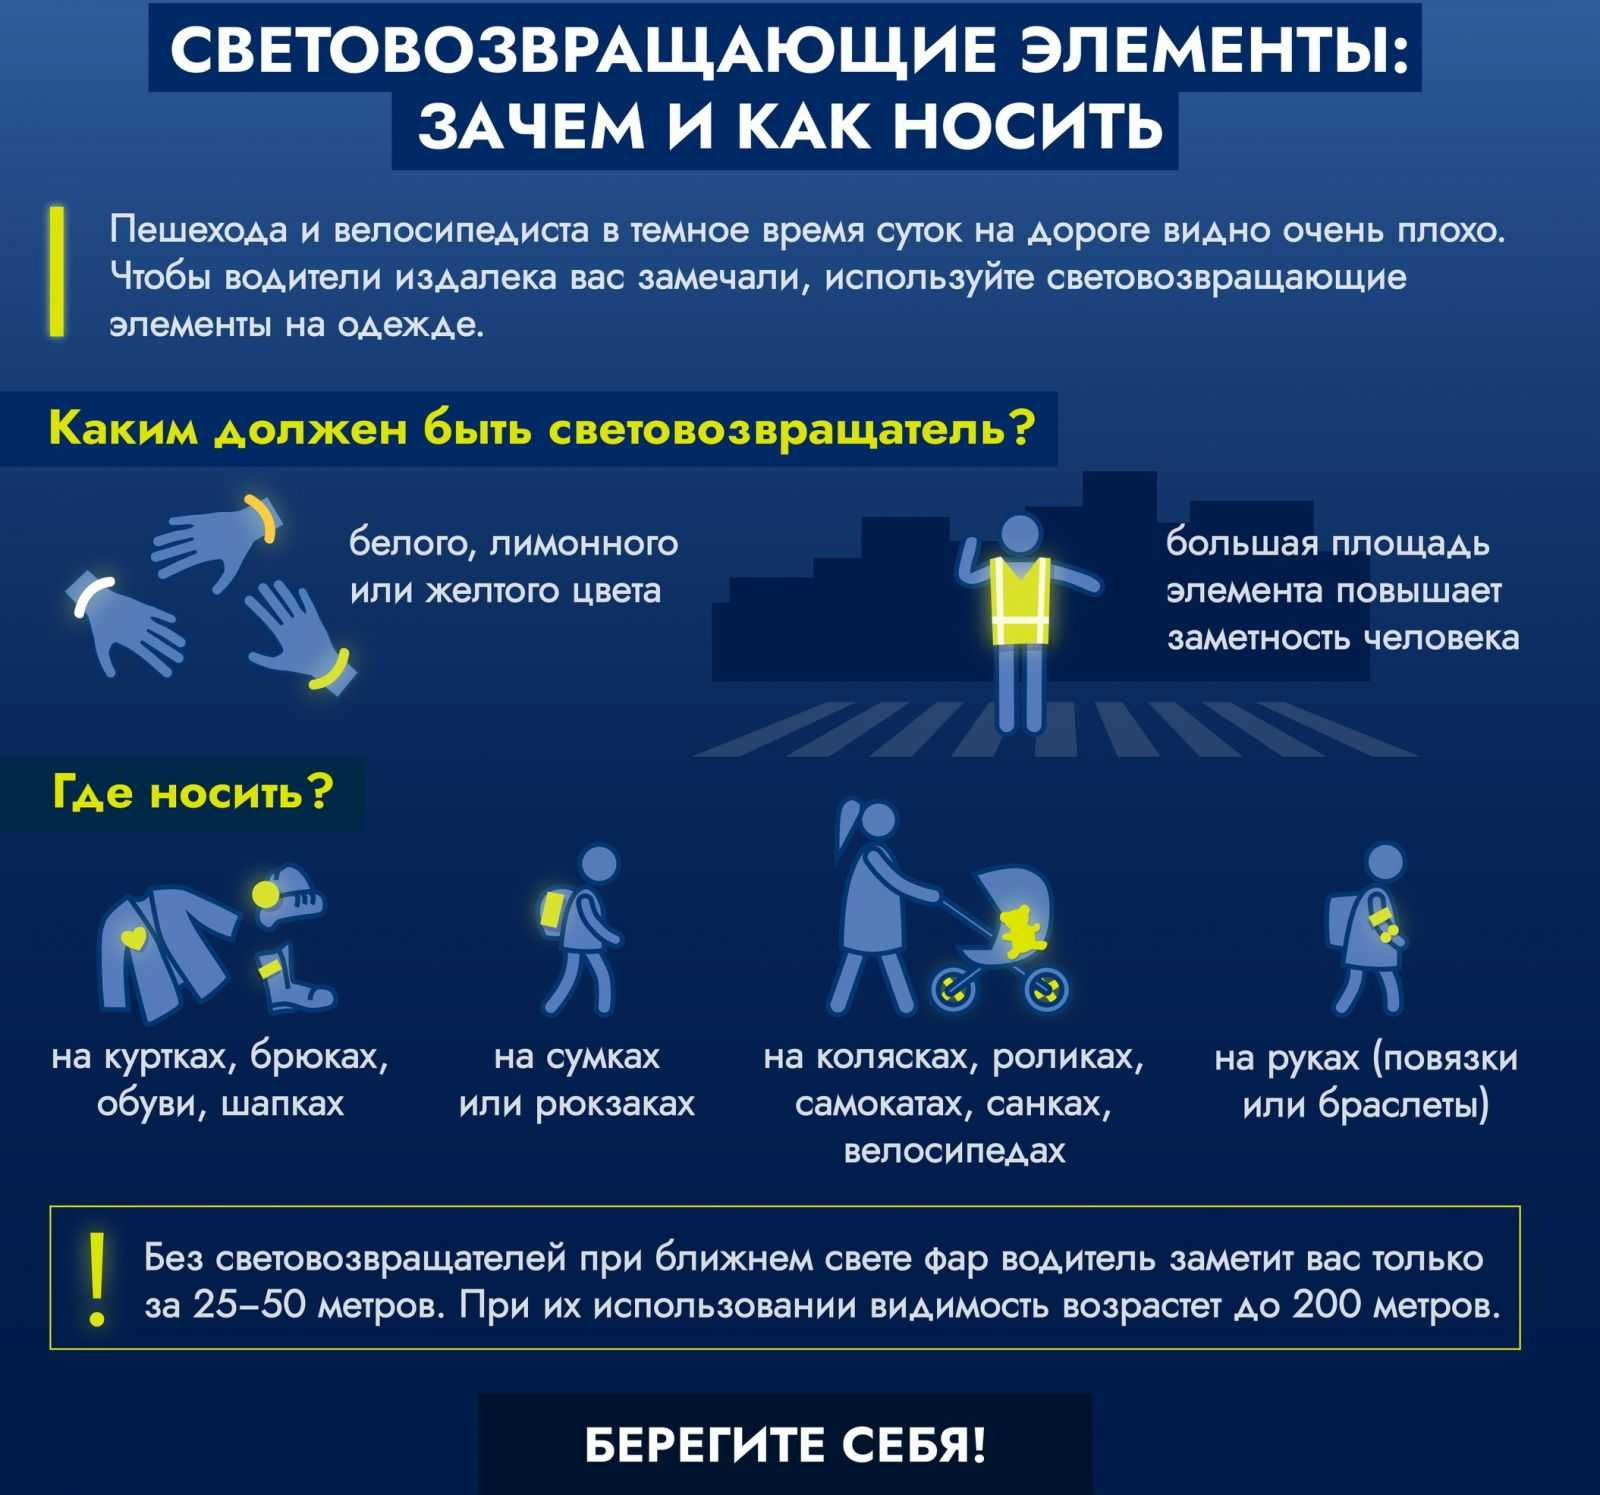 СВЕТОВОЗВРАЩАЮЩИЕ ЭЛЕМЕНТЫ:
ЗАЧЕМ И КАК НОСИТЬ
Пешехода и велосипедиста в темное время суток на дороге видно очень плохо.
Чтобы водители издалека вас замечали, используйте световозвращающие
элементы на одежде.
Каким должен быть световозвращатель?
белого, лимонного
или желтого цвета
большая площадь
элемента повышает
заметность человека
Где носить?
на куртках, брюках,
обуви, шапках
на сумках
или рюкзаках
на колясках, роликах,
самокатах, санках,
велосипедах
на руках (повязки
или браслеты)
! Без световозвращателей при ближнем свете фар водитель заметит вас только
за 25–50 метров. При их использовании видимость возрастет до 200 метров.
БЕРЕГИТЕ СЕБЯ!